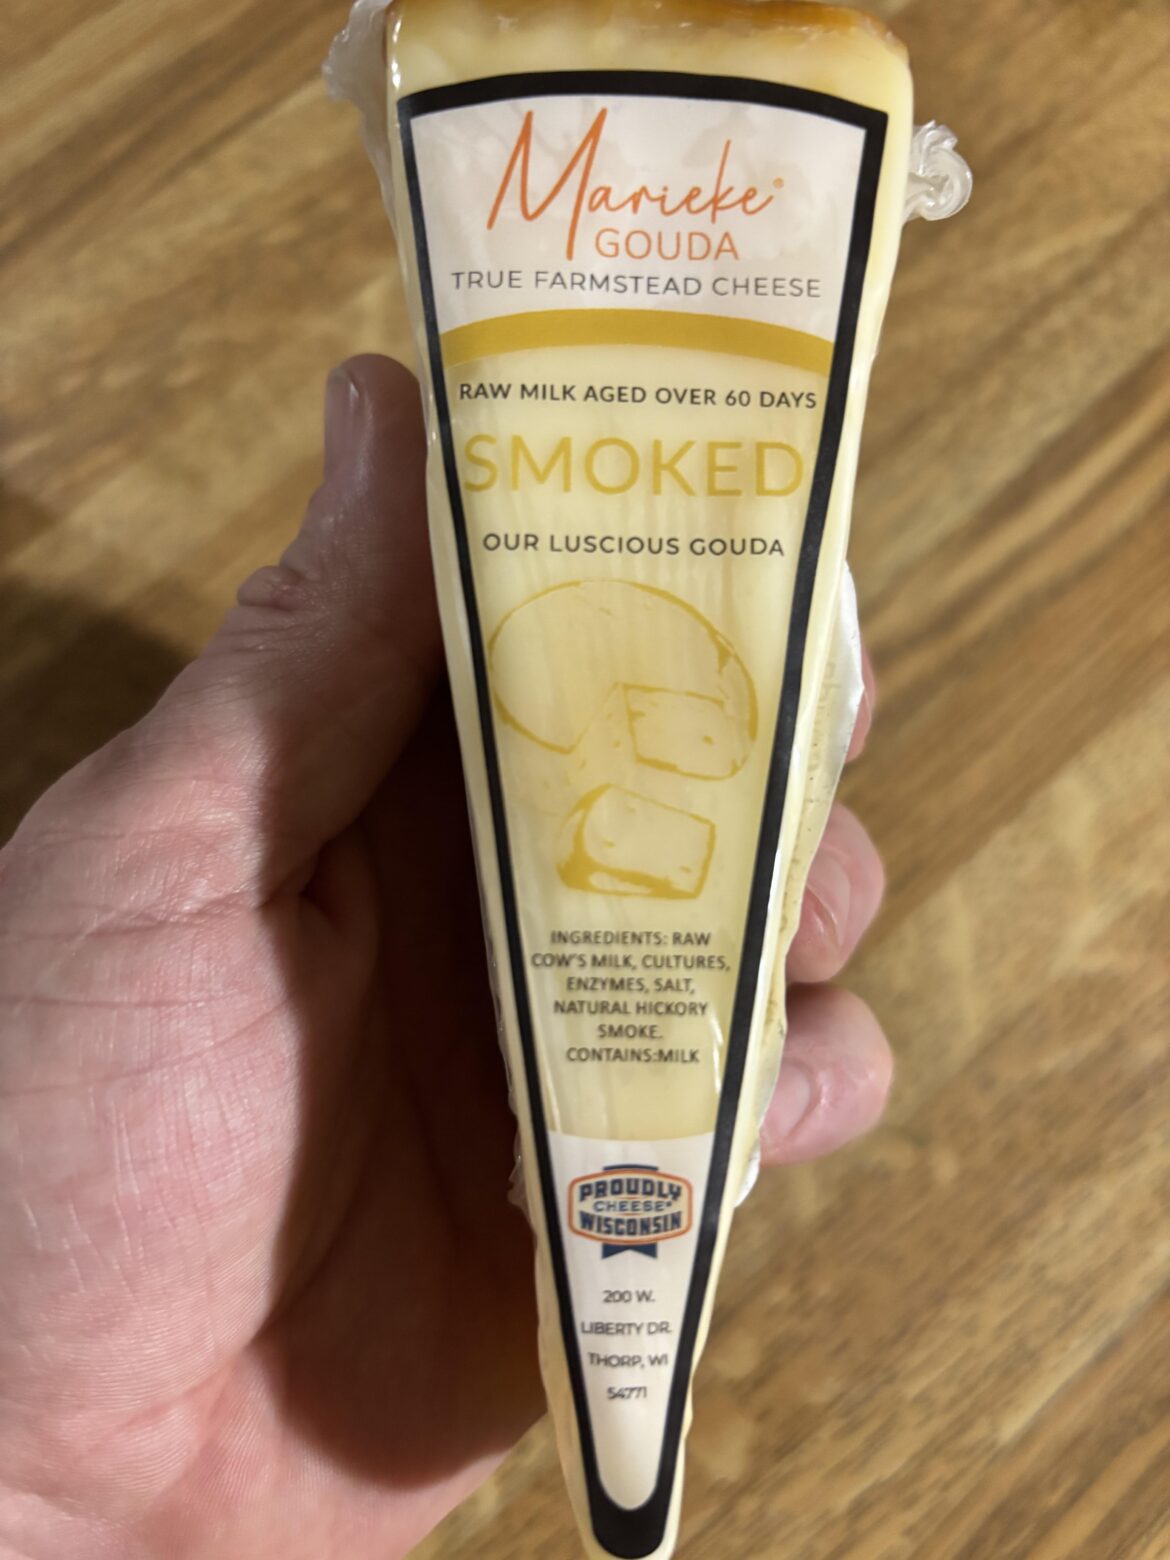 Marieke®
GOUDA
TRUE FARMSTEAD CHEESE
RAW MILK AGED OVER 60 DAYS
SMOKED
OUR LUSCIOUS GOUDA
INGREDIENTS: RAW
COW'S MILK, CULTURES,
ENZYMES, SALT,
NATURAL HICKORY
SMOKE.
CONTAINS:MILK
PROUDLY
CHEESE®
WISCONSIN
200 W.
LIBERTY DR.
THORP, WI
54771